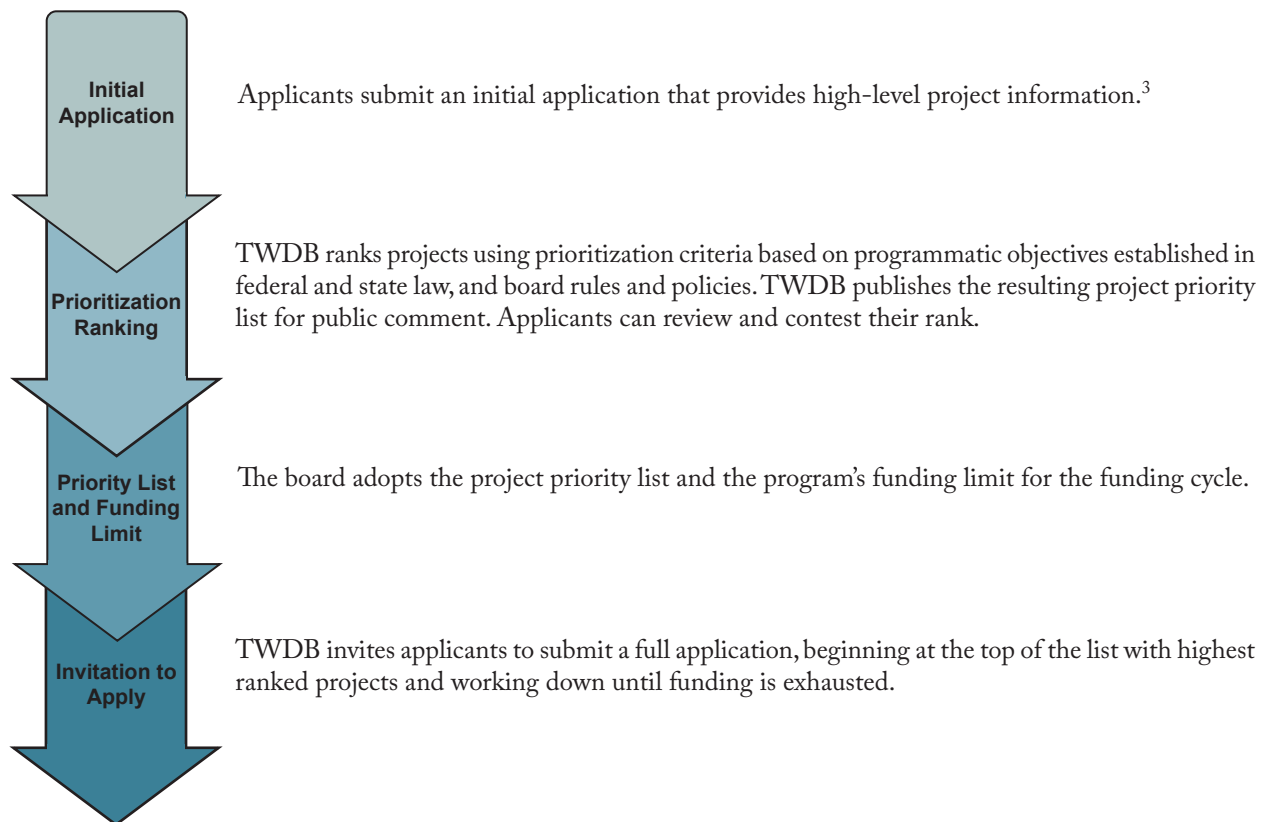 Initial
Application
Applicants submit an initial application that provides high-level project information.3
Prioritization
Ranking
TWDB ranks projects using prioritization criteria based on programmatic objectives established in
federal and state law, and board rules and policies. TWDB publishes the resulting project priority
list for public comment. Applicants can review and contest their rank.
Priority List
and Funding
Limit
The board adopts the project priority list and the program’s funding limit for the funding cycle.
Invitation to
Apply
TWDB invites applicants to submit a full application, beginning at the top of the list with highest
ranked projects and working down until funding is exhausted.